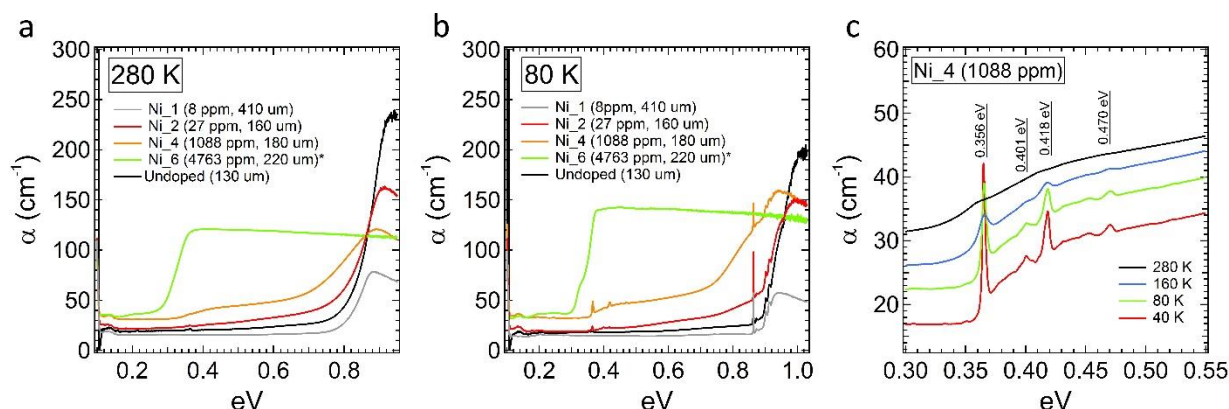 a
280 K
Ni_1 (8 ppm, 410 um)
Ni_2 (27 ppm, 160 um)
Ni_4 (1088 ppm, 180 um)
Ni_6 (4763 ppm, 220 um)*
Undoped (130 um)
α (cm⁻¹)
300
250
200
150
100
50
0
0.2 0.4 0.6 0.8
eV
b
80 K
Ni_1 (8ppm, 410 um)
Ni_2 (27 ppm, 160 um)
Ni_4 (1088 ppm, 180 um)
Ni_6 (4763 ppm, 220 um)*
Undoped (130 um)
α (cm⁻¹)
300
250
200
150
100
50
0
0.2 0.4 0.6 0.8 1.0
eV
c
Ni_4 (1088 ppm)
0.356 eV
0.401 eV
0.418 eV
0.470 eV
280 K
160 K
80 K
40 K
α (cm⁻¹)
60
50
40
30
20
0.30 0.35 0.40 0.45 0.50 0.55
eV